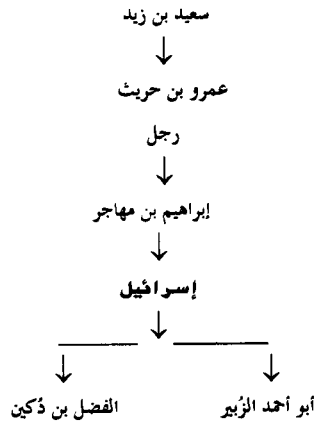 سعيد بن زيد
عمرو بن حريث
رجل
إبراهيم بن مهاجر
إسرائيل
أبو أحمد الزُبير
الفضل بن دُكين